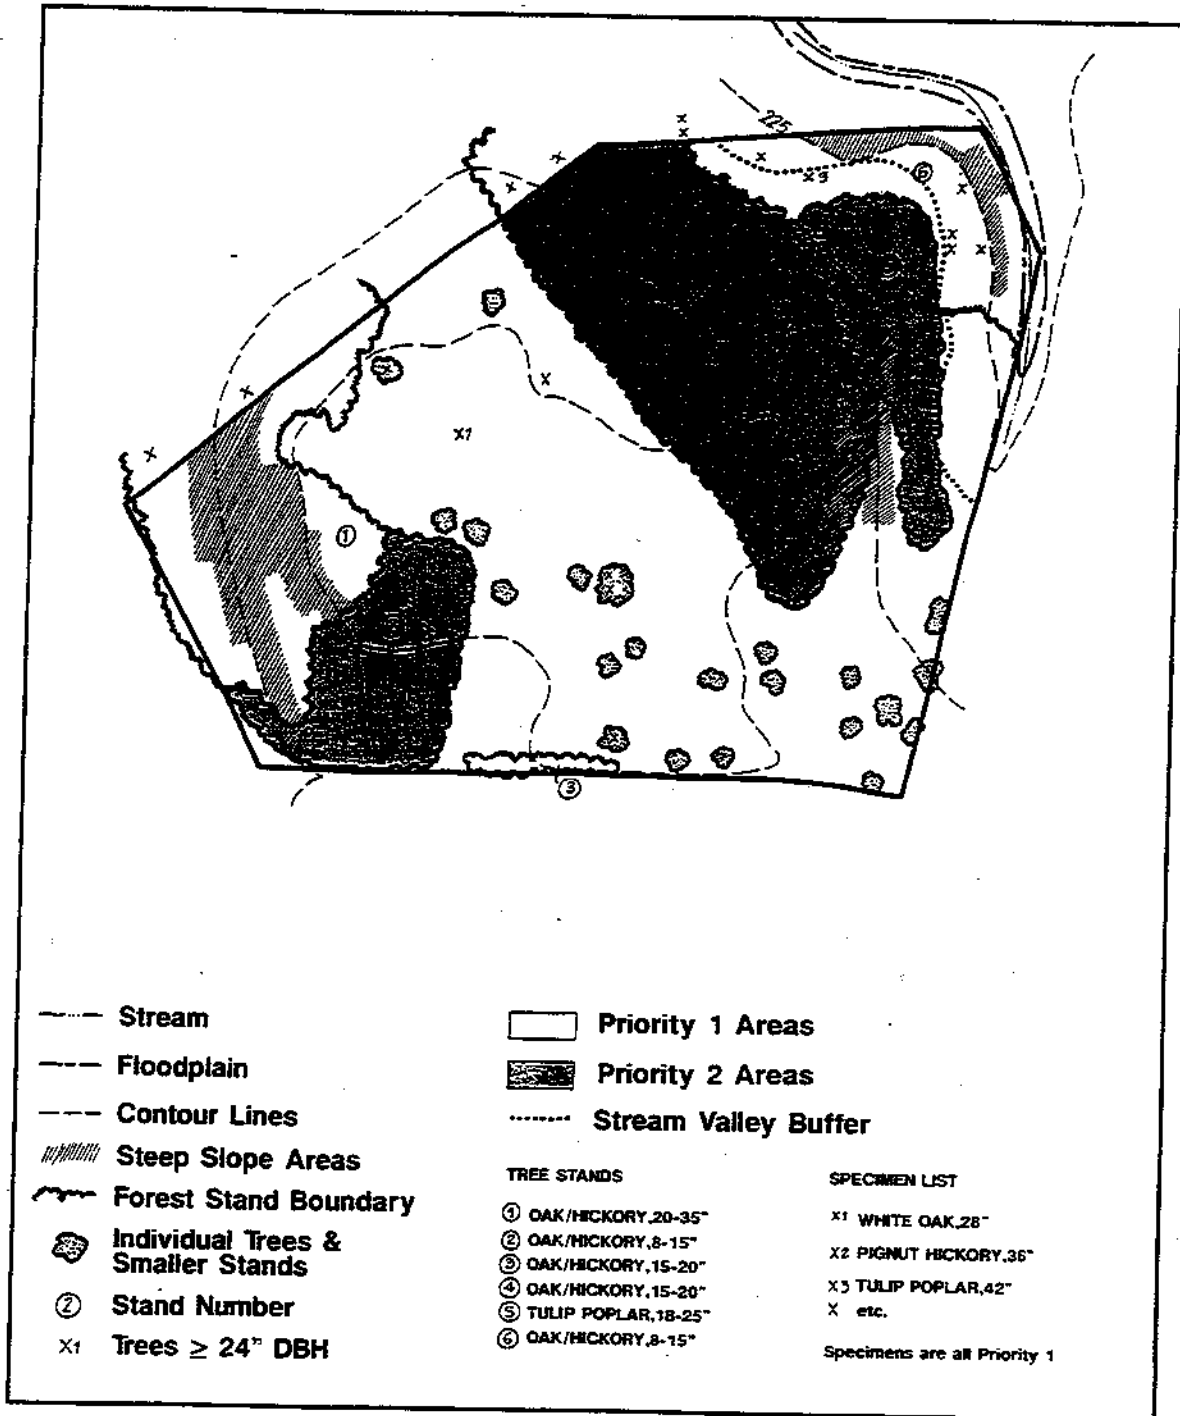 225
X3
6
X1
1
3
Stream
Floodplain
Contour Lines
Steep Slope Areas
Forest Stand Boundary
Individual Trees &
Smaller Stands
2 Stand Number
X1 Trees ≥ 24" DBH
Priority 1 Areas
Priority 2 Areas
Stream Valley Buffer
TREE STANDS
① OAK/HICKORY,20-35"
② OAK/HICKORY,8-15"
③ OAK/HICKORY,15-20"
④ OAK/HICKORY,15-20"
⑤ TULIP POPLAR,18-25"
⑥ OAK/HICKORY,8-15"
SPECIMEN LIST
X1 WHITE OAK,28"
X2 PIGNUT HICKORY,36"
X3 TULIP POPLAR,42"
X etc.
Specimens are all Priority 1